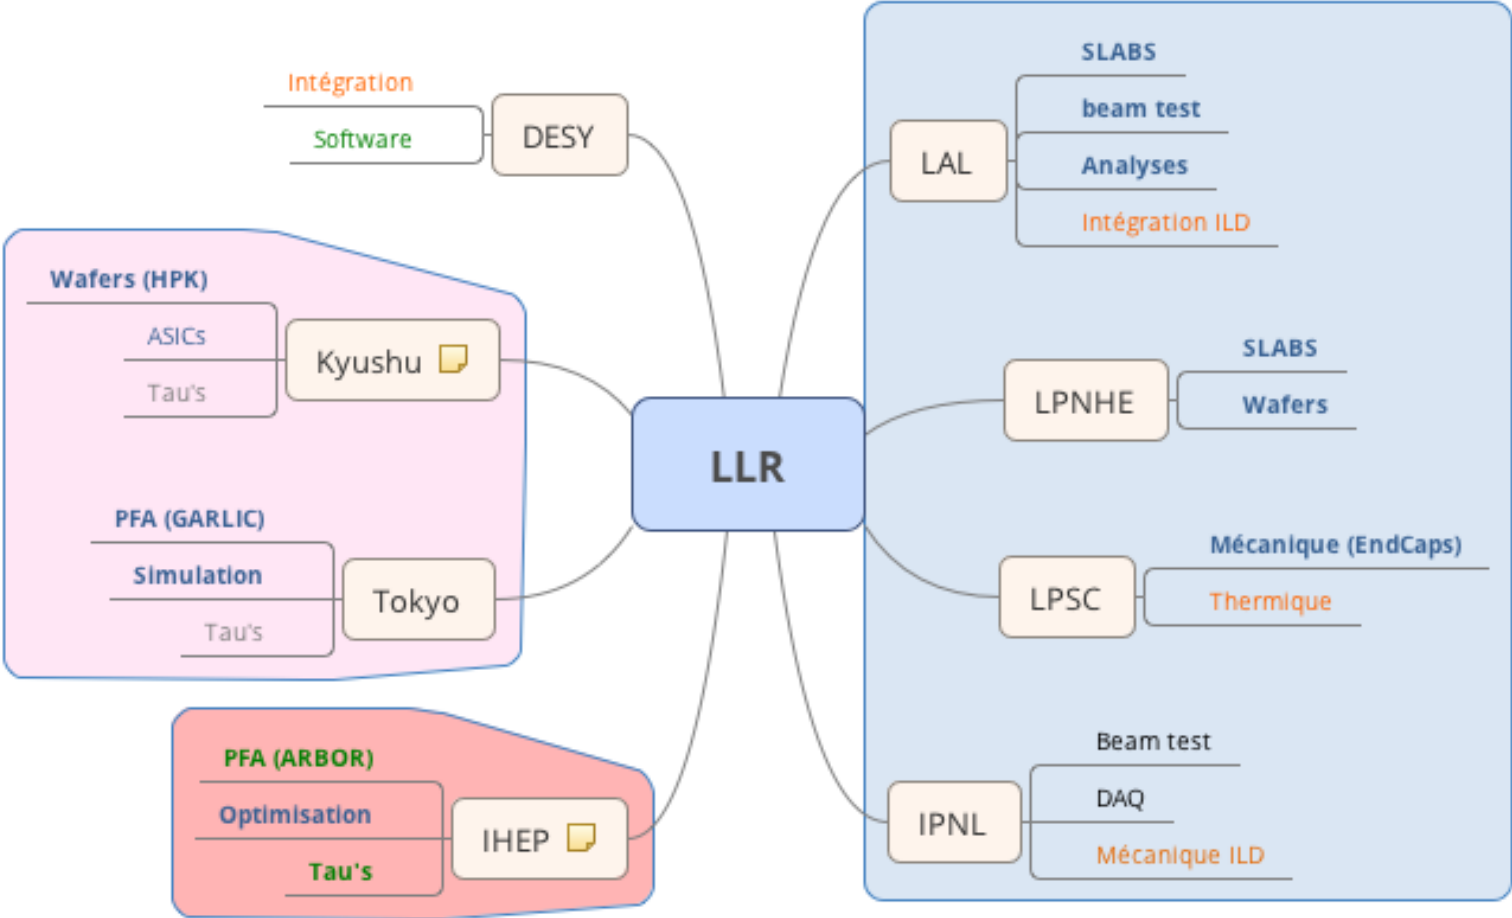 Intégration
Software
DESY
Wafers (HPK)
ASICs
Tau's
Kyushu
PFA (GARLIC)
Simulation
Tau's
Tokyo
PFA (ARBOR)
Optimisation
Tau's
IHEP
LLR
LAL
SLABS
beam test
Analyses
Intégration ILD
LPNHE
SLABS
Wafers
LPSC
Mécanique (EndCaps)
Thermique
IPNL
Beam test
DAQ
Mécanique ILD